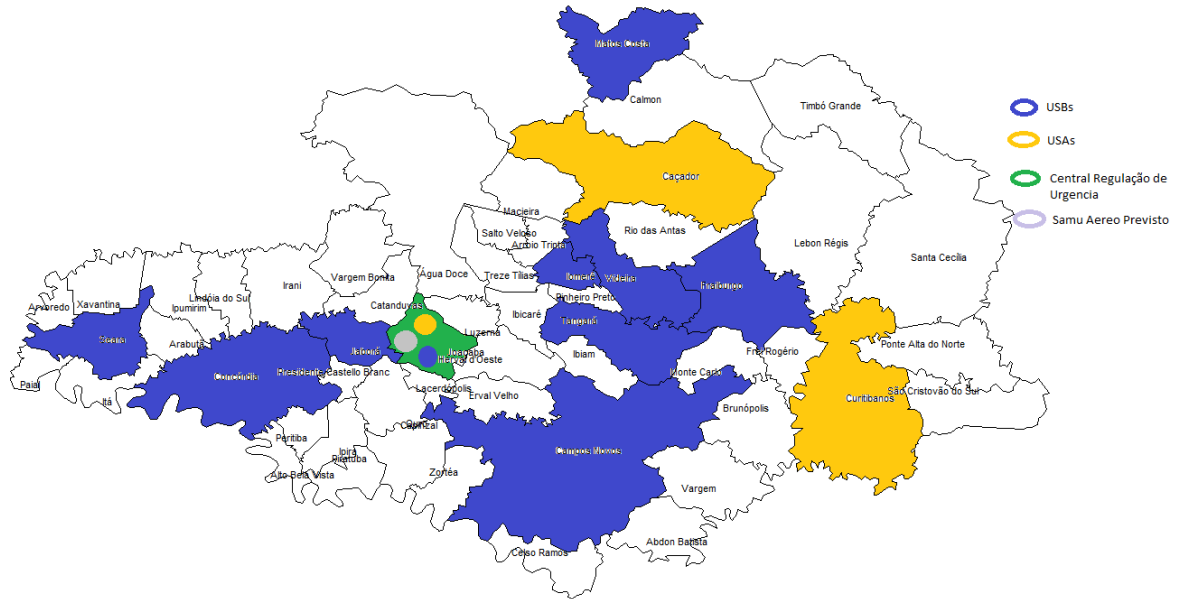 Matos Costa
Calmon
Timbó Grande
USBs
USAs
Caçador
Central Regulação de
Urgencia
Samu Aereo Previsto
Macieira
Salto Veloso
Rio das Antas
Lebon Régis
Santa Cecília
Arroio Trinta
Água Doce
Treze Tílias
Iomerê
Videira
Fraiburgo
Vargem Bonita
Irani
Lindóia do Sul
Ipumirim
Xavantina
Arvoredo
Catanduvas
Pinheiro Preto
Ibicaré
Tangará
Luzerna
Seara
Arabutã
Jaborá
Ibiam
Fre Rogério
Ponte Alta do Norte
Herval d'Oeste
Concórdia
Presidente Castello Branc
Monte Carlo
Paial
Itá
Lacerdópolis
Erval Velho
São Cristovão do Sul
Curitibanos
Brunópolis
Capinzal
Peritiba
Ipira
Piratuba
Campos Novos
Alto Bela Vista
Zortéa
Vargem
Abdon Batista
Celso Ramos